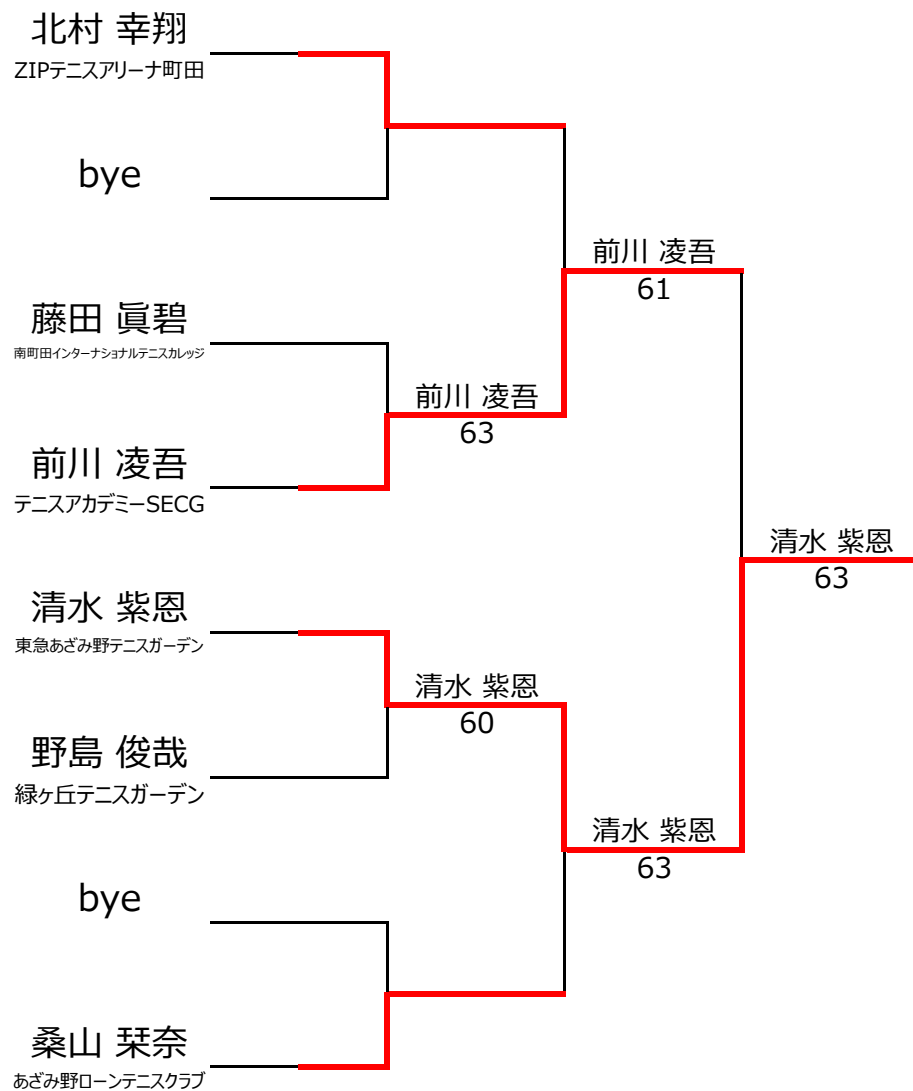 北村 幸翔
ZIPテニスアリーナ町田
bye
藤田 眞碧
南町田インターナショナルテニスカレッジ
前川 凌吾
テニスアカデミーSECG
清水 紫恩
東急あざみ野テニスガーデン
野島 俊哉
緑ヶ丘テニスガーデン
bye
桑山 栞奈
あざみ野ローンテニスクラブ
前川 凌吾
63
清水 紫恩
60
前川 凌吾
61
清水 紫恩
63
清水 紫恩
63